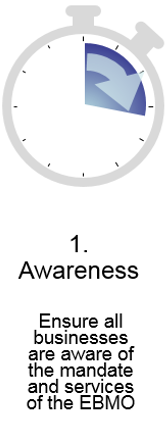 1.
Awareness
Ensure all
businesses
are aware of
the mandate
and services
of the EBMO